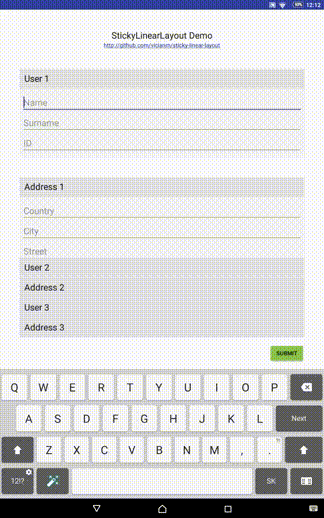 12:12
StickyLinearLayout Demo
http://github.com/vicianm/sticky-linear-layout
User 1
Name
Surname
ID
Address 1
Country
City
Street
User 2
Address 2
User 3
Address 3
SUBMIT
Q W E R T Y U I O P
A S D F G H J K L Next
Z X C V B N M , .
12!? SK